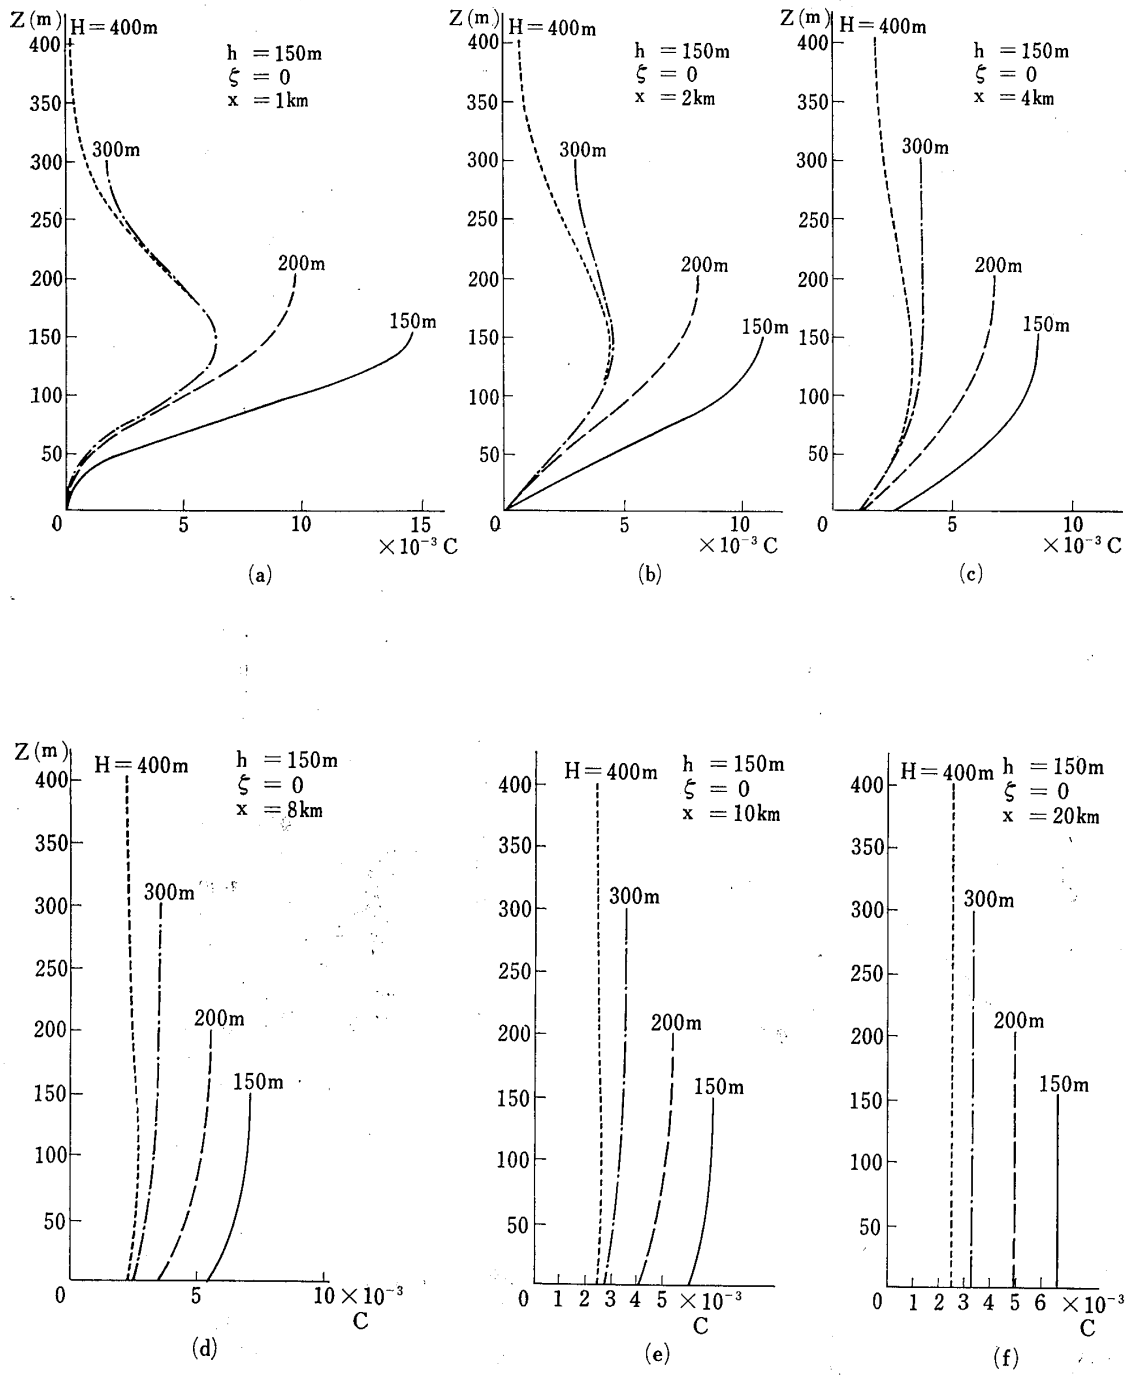 Z(m)
H=400m
400
h =150m
ζ =0
x =1km
350
300m
300
250
200m
200
150m
150
100
50
0 5 10 15
×10⁻³ C
(a)
Z(m)
H=400m
400
h =150m
ζ =0
x =2km
350
300m
300
250
200m
200
150m
150
100
50
0 5 10
×10⁻³ C
(b)
Z(m)
H=400m
400
h =150m
ζ =0
x =4km
350
300m
300
250
200m
200
150m
150
100
50
0 5 10
×10⁻³ C
(c)
Z(m)
H=400m
h =150m
400
ζ =0
x =8km
350
300m
300
250
200m
200
150m
150
100
50
0 5 10×10⁻³
C
(d)
H=400m
h =150m
400
ζ =0
x =10km
350
300m
300
250
200m
200
150m
150
100
50
0 1 2 3 4 5 ×10⁻³
C
(e)
H=400m
h =150m
400
ζ =0
x =20km
350
300m
300
250
200m
200
150m
150
100
50
0 1 2 3 4 5 6 ×10⁻³
C
(f)